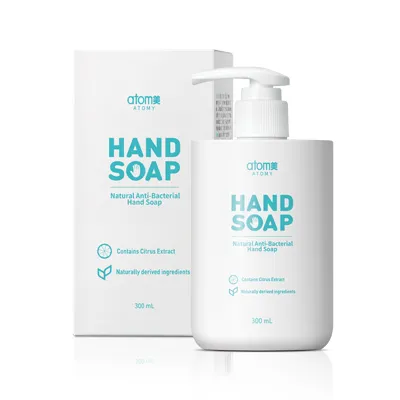 atom美
ATOMY
HAND
SOAP
Natural Anti-Bacterial
Hand Soap
Contains Citrus Extract
Naturally derived ingredients
300 mL
atom美
ATOMY
HAND
SOAP
Natural Anti-Bacterial
Hand Soap
Contains Citrus Extract
Naturally derived ingredients
300 mL